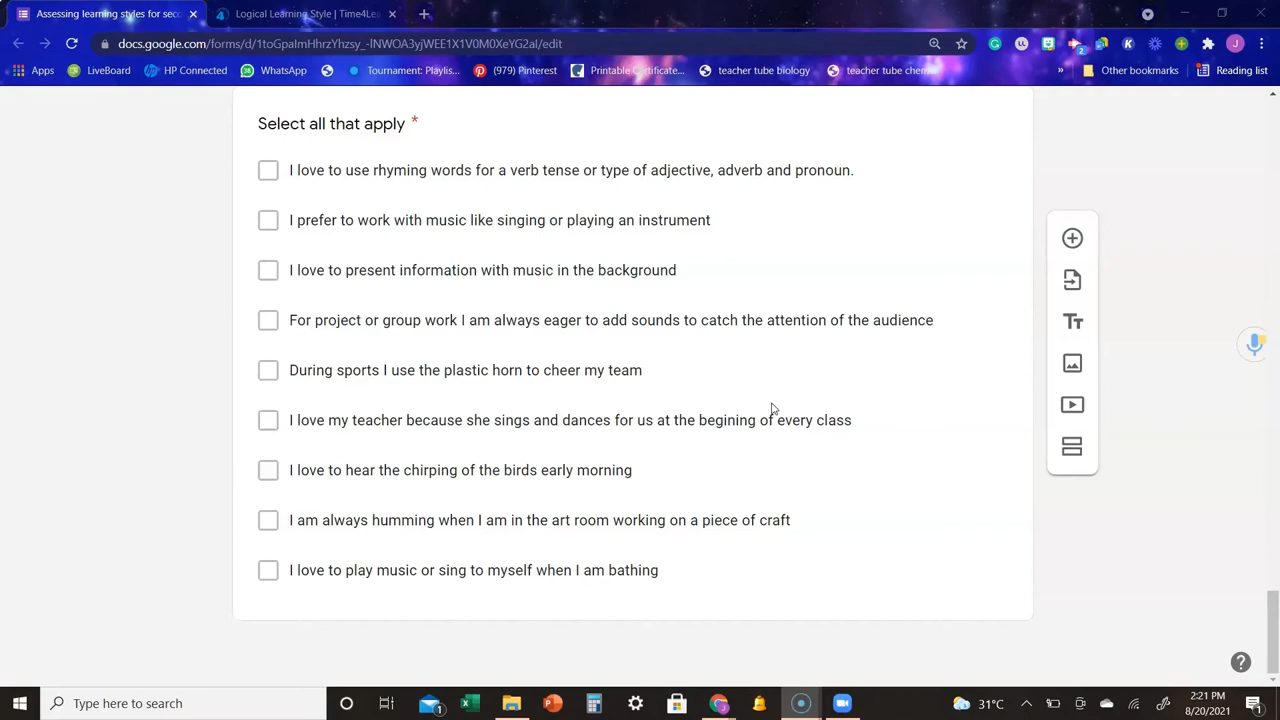 Assessing learning styles for sec
Logical Learning Style | Time4Lea
docs.google.com/forms/d/1toGpalmHhrzYhzsy_-lNWOA3yjWEE1X1V0M0XeYG2aI/edit
Apps
LiveBoard
HP Connected
WhatsApp
Tournament: Playlis...
(979) Pinterest
Printable Certificate...
teacher tube biology
teacher tube chem
»
Other bookmarks
Reading list
Select all that apply *
I love to use rhyming words for a verb tense or type of adjective, adverb and pronoun.
I prefer to work with music like singing or playing an instrument
I love to present information with music in the background
For project or group work I am always eager to add sounds to catch the attention of the audience
During sports I use the plastic horn to cheer my team
I love my teacher because she sings and dances for us at the begining of every class
I love to hear the chirping of the birds early morning
I am always humming when I am in the art room working on a piece of craft
I love to play music or sing to myself when I am bathing
Type here to search
31°C
2:21 PM
8/20/2021